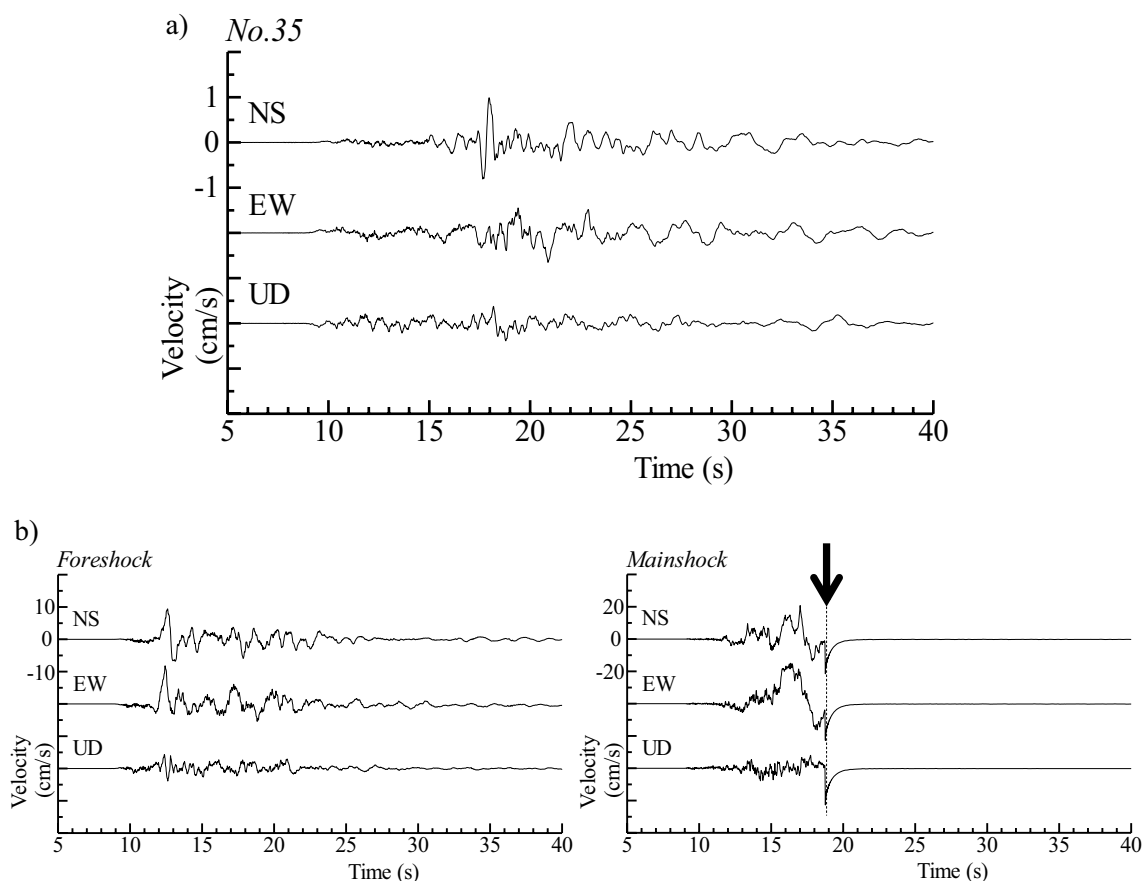 a) No.35
1
NS
0
-1
EW
UD
Velocity
(cm/s)
5 10 15 20 25 30 35 40
Time (s)
b)
Foreshock
10
NS
0
-10
EW
UD
Velocity
(cm/s)
5 10 15 20 25 30 35 40
Time (s)
Mainshock
20
NS
0
-20
EW
UD
Velocity
(cm/s)
5 10 15 20 25 30 35 40
Time (s)